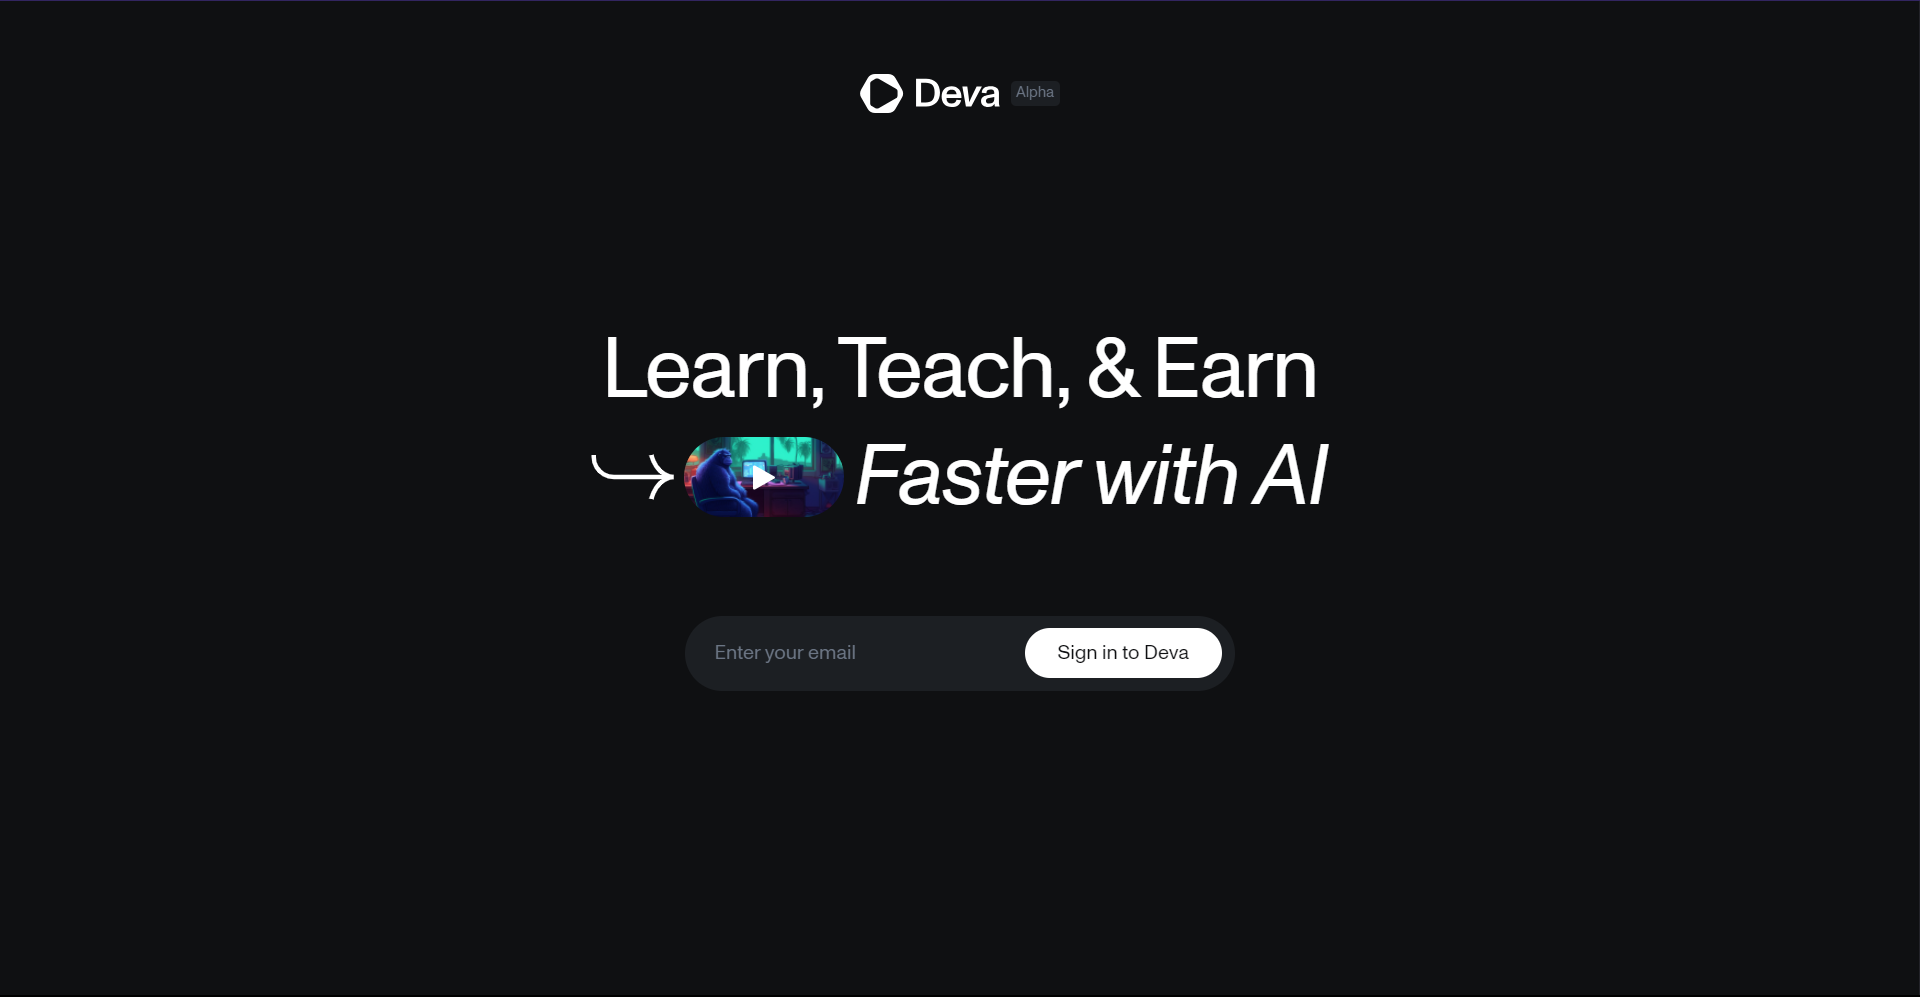 Deva Alpha
Learn, Teach, & Earn
Faster with AI
Enter your email Sign in to Deva